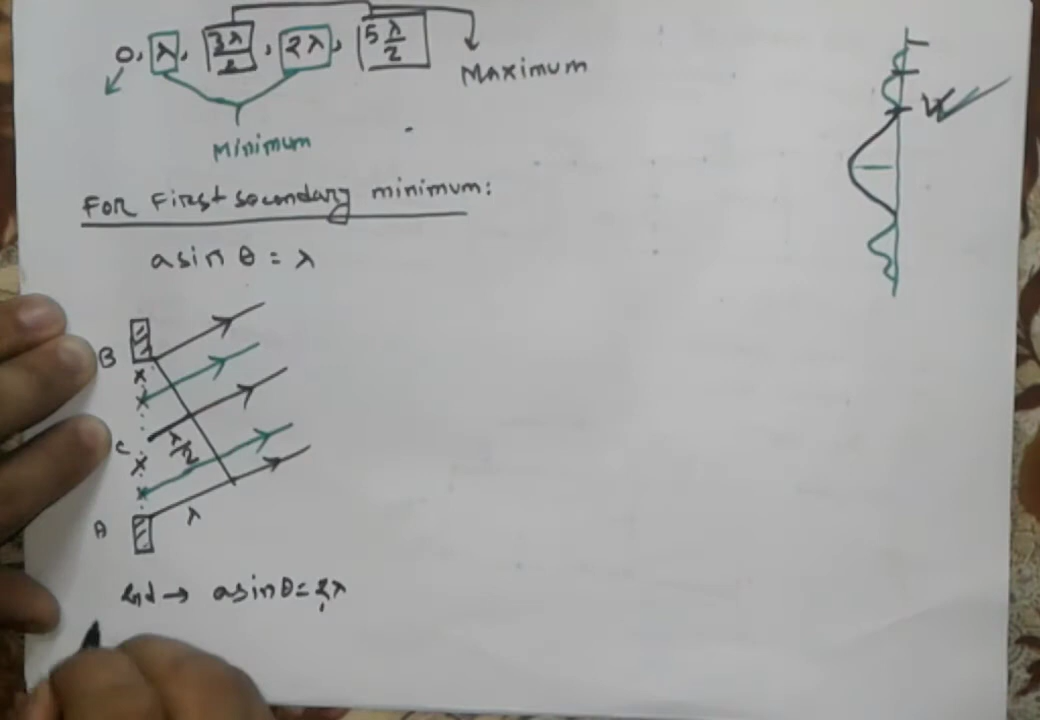 0, λ, 3λ/2, 2λ, 5λ/2
Maximum
Minimum
For First secondary minimum:
a sin θ = λ
B
C
λ/2
A
λ
2nd → a sin θ = 2λ